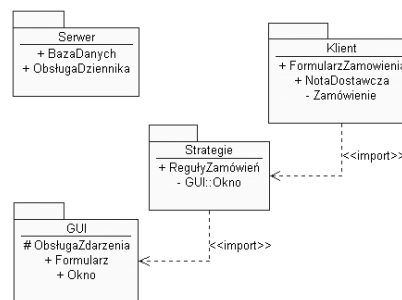 Serwer
+ BazaDanych
+ ObsługaDziennika
Klient
+ FormularzZamowienia
+ NotaDostawcza
- Zamówienie
<<import>>
Strategie
+ RegułyZamówień
- GUI::Okno
<<import>>
GUI
# ObsługaZdarzenia
+ Formularz
+ Okno